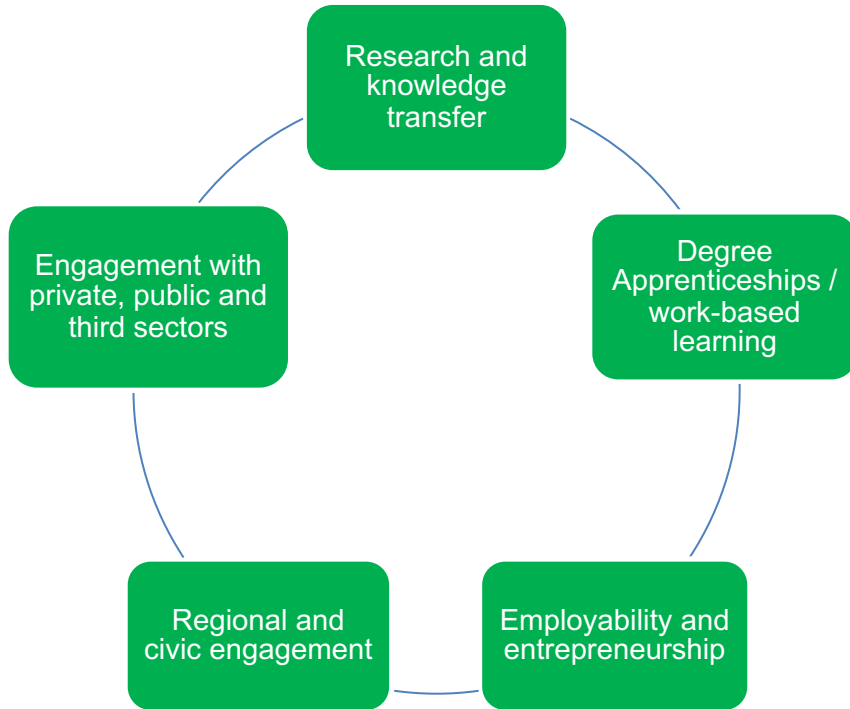 Research and
knowledge
transfer
Degree
Apprenticeships /
work-based
learning
Employability and
entrepreneurship
Regional and
civic engagement
Engagement with
private, public and
third sectors